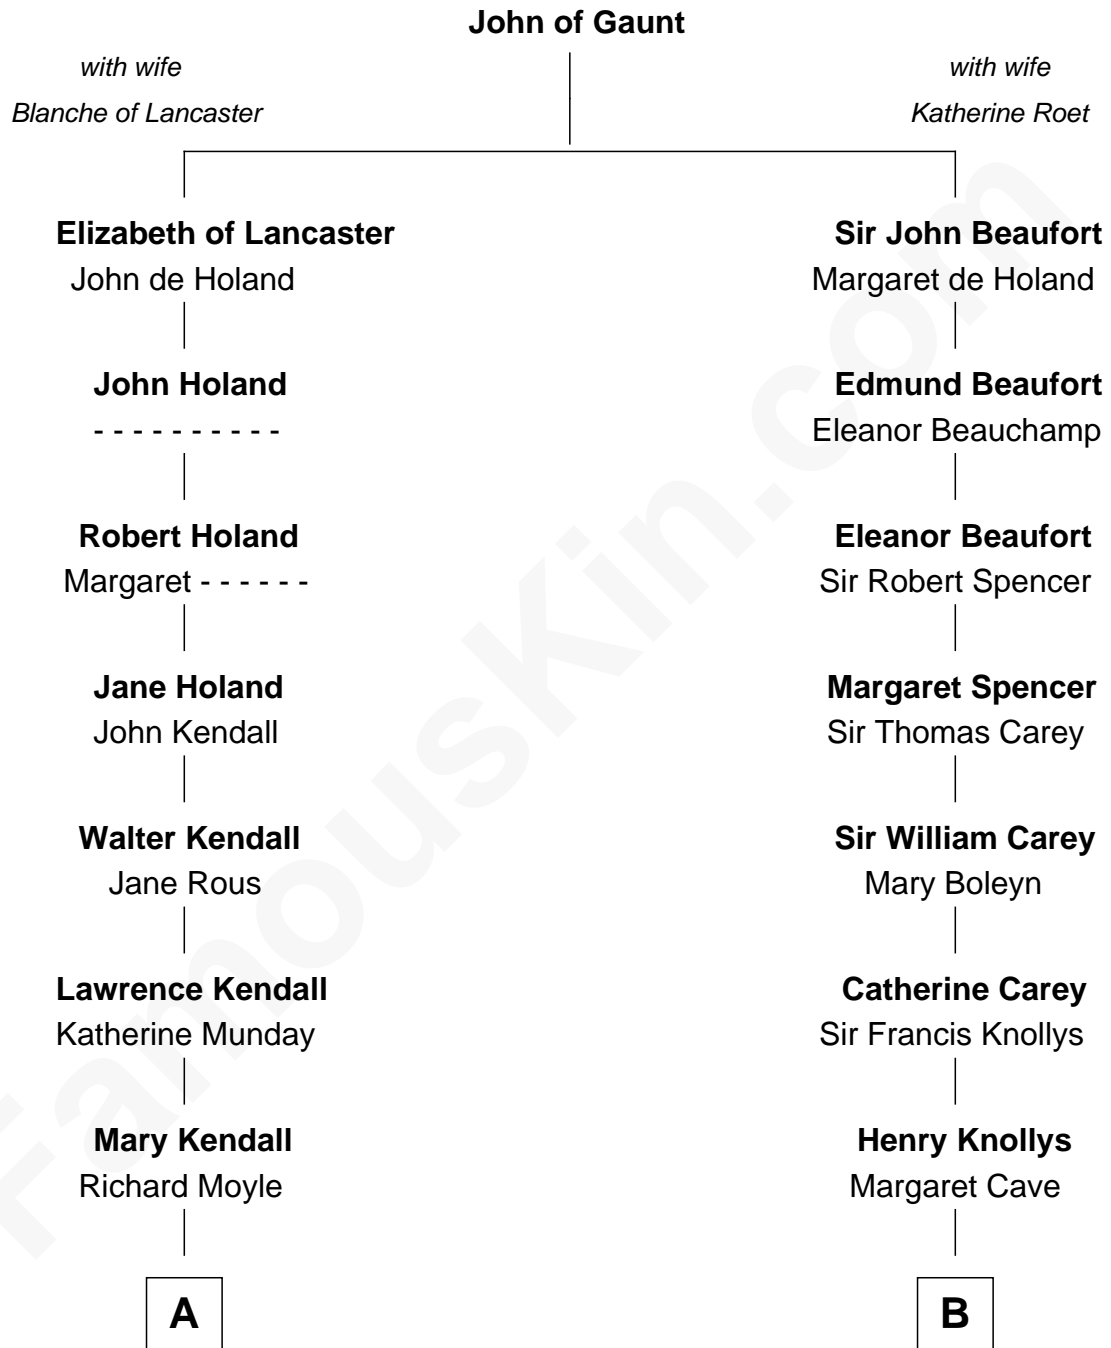 John of Gaunt
with wife
Blanche of Lancaster
with wife
Katherine Roet
Elizabeth of Lancaster
John de Holand
Sir John Beaufort
Margaret de Holand
John Holand
- - - - - - - - - -
Edmund Beaufort
Eleanor Beauchamp
Robert Holand
Margaret - - - - - -
Eleanor Beaufort
Sir Robert Spencer
Jane Holand
John Kendall
Margaret Spencer
Sir Thomas Carey
Walter Kendall
Jane Rous
Sir William Carey
Mary Boleyn
Lawrence Kendall
Katherine Munday
Catherine Carey
Sir Francis Knollys
Mary Kendall
Richard Moyle
Henry Knollys
Margaret Cave
A
B
FamousKin.com